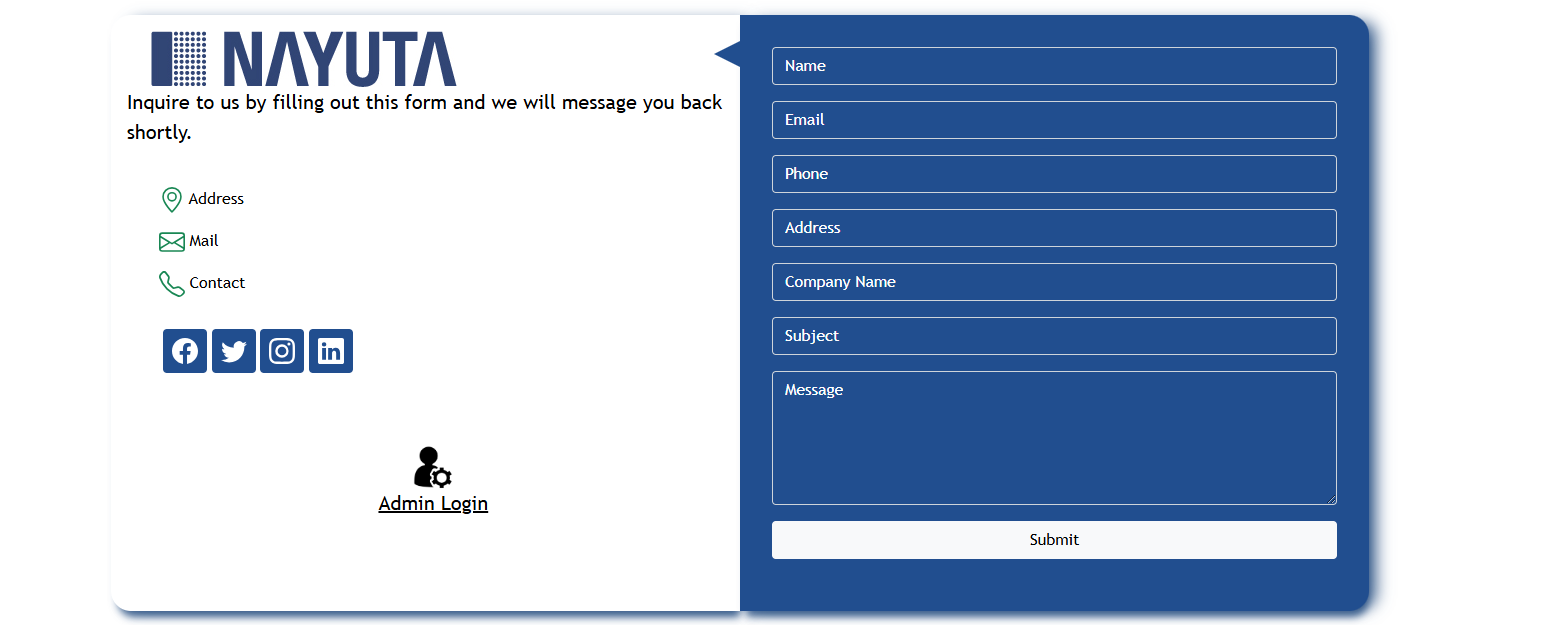 NAYUTA
Inquire to us by filling out this form and we will message you back
shortly.
Address
Mail
Contact
Admin Login
Name
Email
Phone
Address
Company Name
Subject
Message
Submit